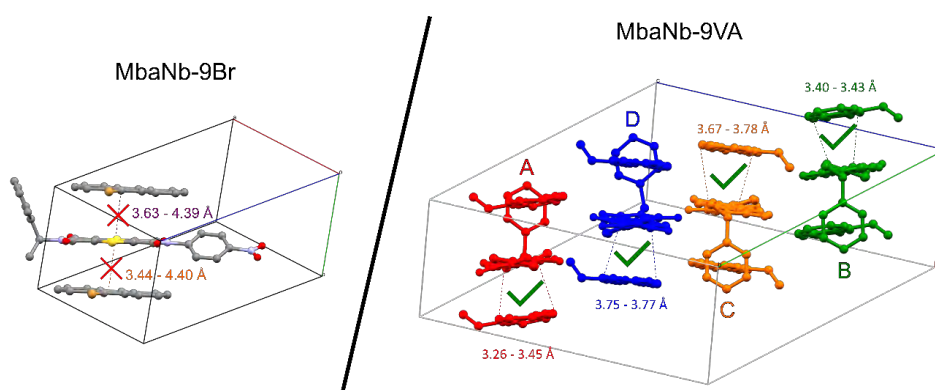 MbaNb-9Br
3.63 - 4.39 Å
3.44 - 4.40 Å
MbaNb-9VA
A
3.26 - 3.45 Å
D
3.75 - 3.77 Å
3.67 - 3.78 Å
C
3.40 - 3.43 Å
B